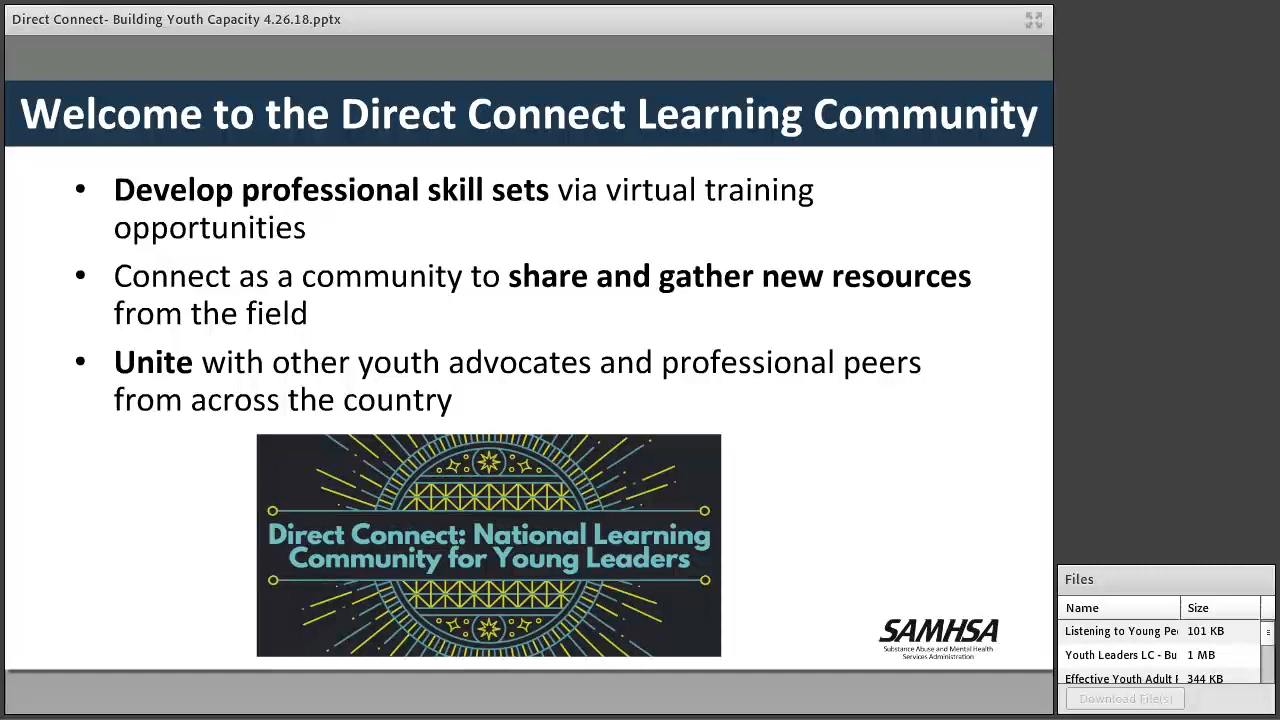 Direct Connect- Building Youth Capacity 4.26.18.pptx
Welcome to the Direct Connect Learning Community
• Develop professional skill sets via virtual training
opportunities
• Connect as a community to share and gather new resources
from the field
• Unite with other youth advocates and professional peers
from across the country
Direct Connect: National Learning
Community for Young Leaders
SAMHSA
Substance Abuse and Mental Health
Services Administration
Files
Name Size
Listening to Young Pe 101 KB
Youth Leaders LC - Bu 1 MB
Effective Youth Adult 344 KB
Download File(s)